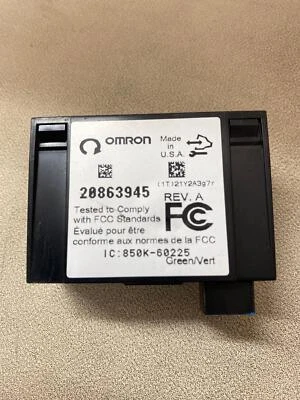 OMRON
Made in
U.S.A.
(1T)21Y2A3g7r
20863945
REV. A
Tested to Comply
with FCC Standards
FC
Évalué pour être
conforme aux normes de la FCC
IC:850K-60225
Green/Vert